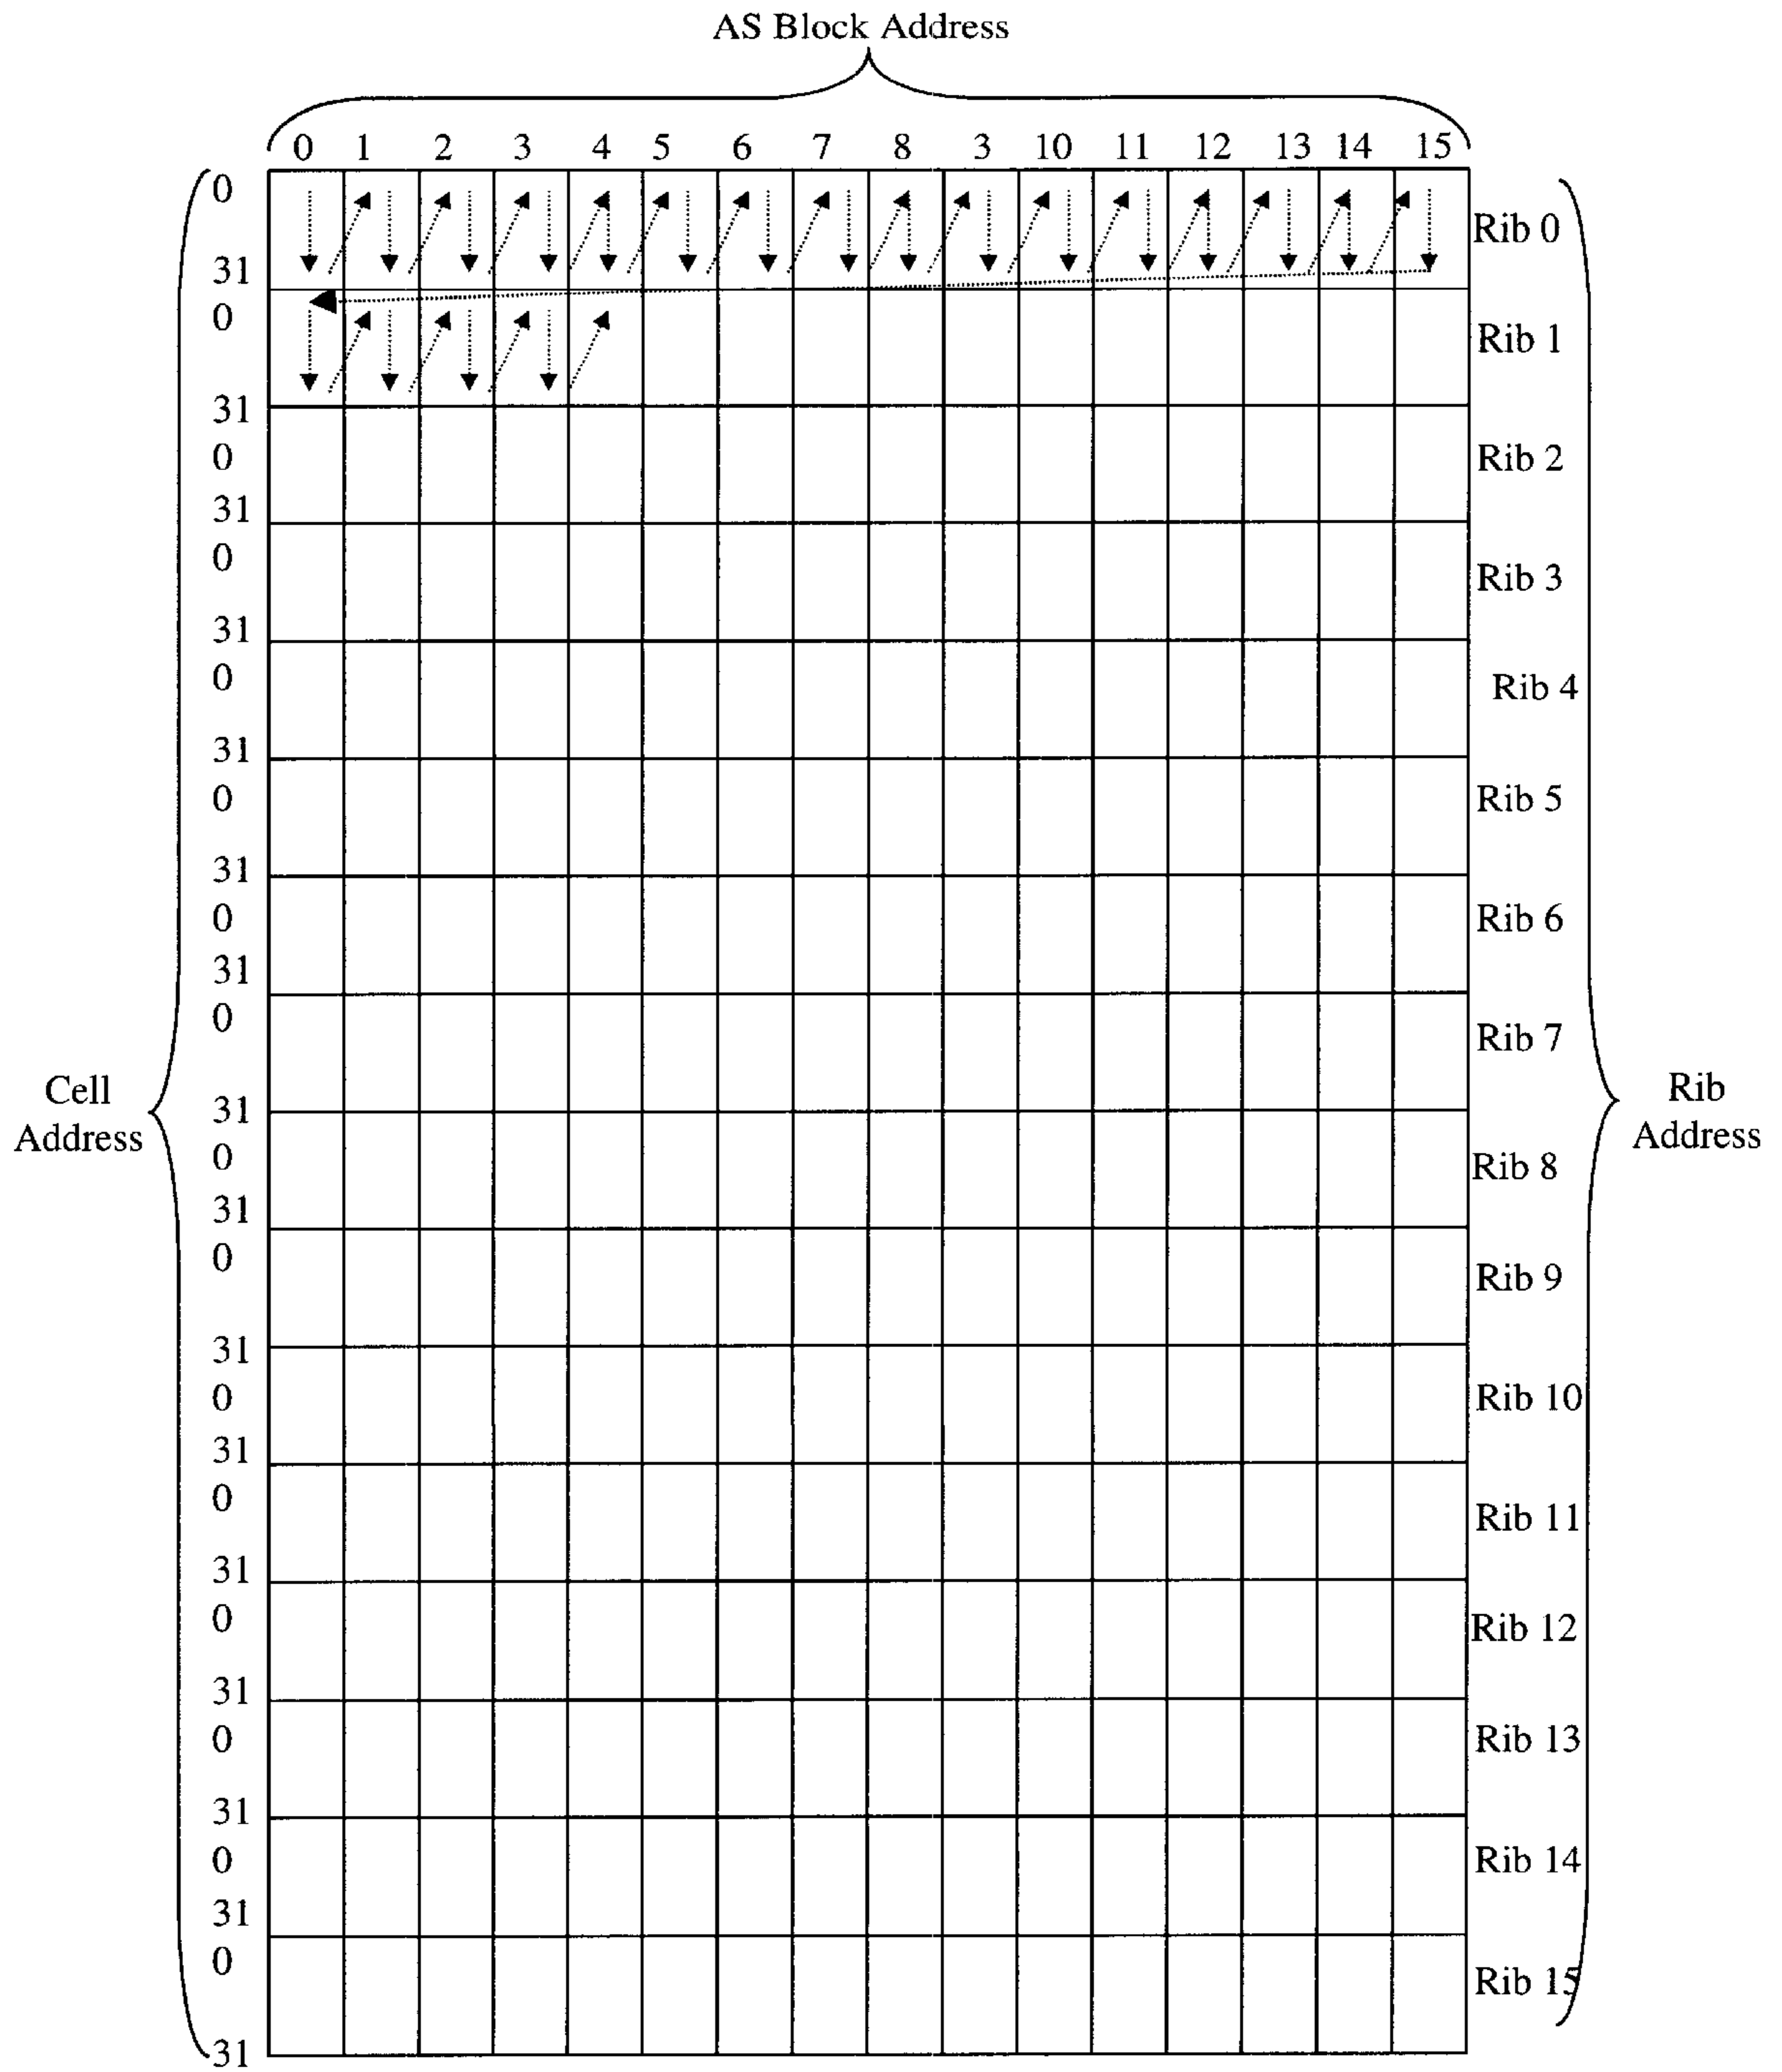 AS Block Address
0 1 2 3 4 5 6 7 8 3 10 11 12 13 14 15
0
Rib 0
31
0
Rib 1
31
0
Rib 2
31
0
Rib 3
31
0
Rib 4
31
0
Rib 5
31
0
Rib 6
31
0
Rib 7
Cell
Address
Rib
Address
31
0
Rib 8
31
0
Rib 9
31
0
Rib 10
31
0
Rib 11
31
0
Rib 12
31
0
Rib 13
31
0
Rib 14
31
0
Rib 15
31